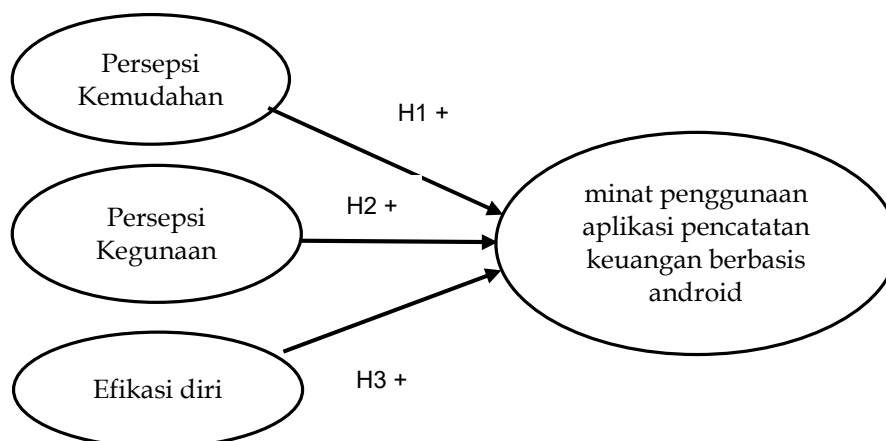 Persepsi
Kemudahan
H1 +
Persepsi
Kegunaan
H2 +
minat penggunaan
aplikasi pencatatan
keuangan berbasis
android
Efikasi diri
H3 +